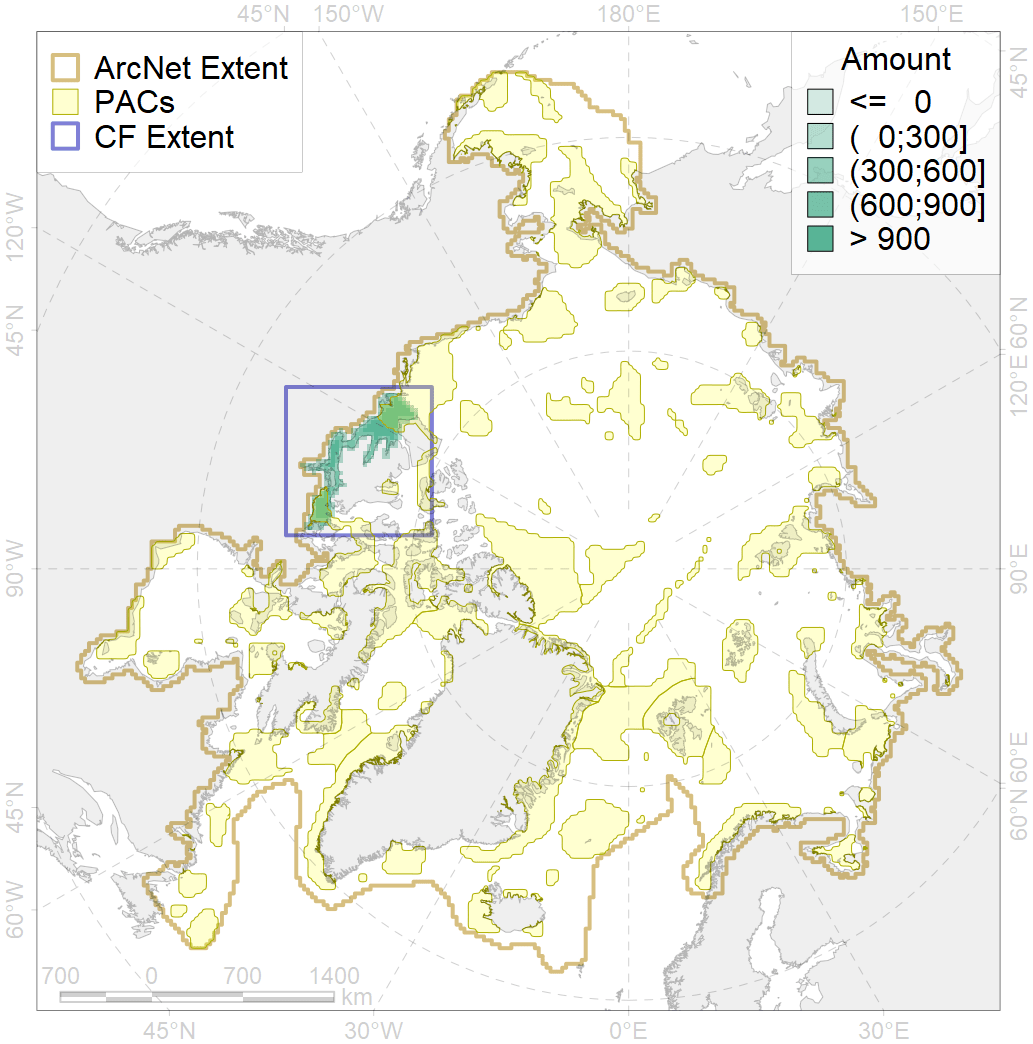 45°N 150°W 180°E 150°E
ArcNet Extent
PACs
CF Extent
Amount
<= 0
( 0;300]
(300;600]
(600;900]
> 900
45°N
120°W
45°N
90°W
45°N
60°W
60°N
120°E
90°E
60°E
60°N
700 0 700 1400
km
45°N 30°W 0°E 30°E